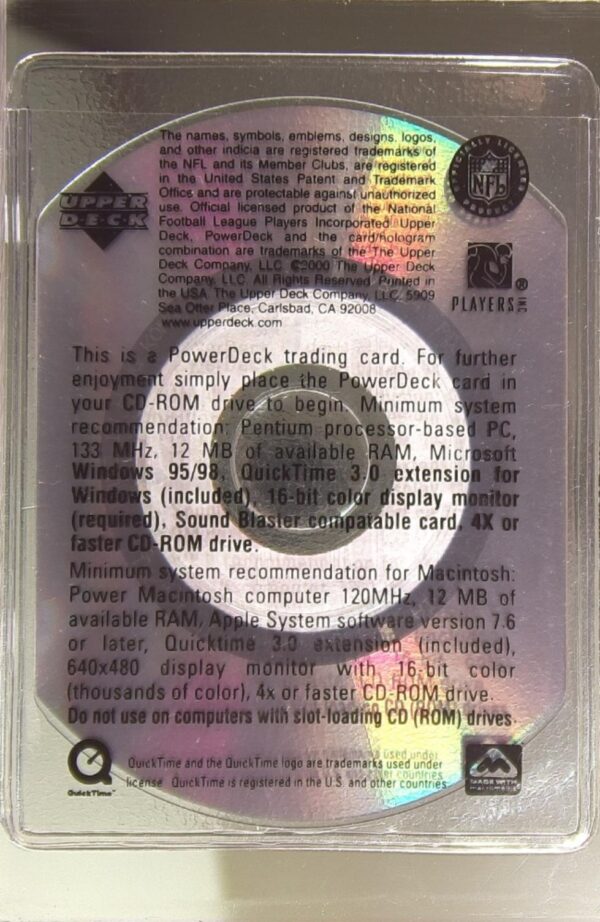 The names, symbols, emblems, designs, logos,
and other indicia are registered trademarks of
the NFL and its Member Clubs, are registered
in the United States Patent and Trademark
Office and are protectable against unauthorized
use. Official licensed product of the National
Football League Players Incorporated. Upper
Deck, PowerDeck and the card/hologram
combination are trademarks of The Upper
Deck Company, LLC. ©2000 The Upper Deck
Company, LLC. All Rights Reserved. Printed in
the USA. The Upper Deck Company, LLC, 5909
Sea Otter Place, Carlsbad, CA 92008
www.upperdeck.com
UPPER
DECK
NFL
PLAYERS INC ®
This is a PowerDeck trading card. For further
enjoyment simply place the PowerDeck card in
your CD-ROM drive to begin. Minimum system
recommendation: Pentium processor-based PC,
133 MHz, 12 MB of available RAM, Microsoft
Windows 95/98, QuickTime 3.0 extension for
Windows (included), 16-bit color display monitor
(required), Sound Blaster compatable card, 4X or
faster CD-ROM drive.
Minimum system recommendation for Macintosh:
Power Macintosh computer 120MHz, 12 MB of
available RAM, Apple System software version 7.6
or later, Quicktime 3.0 extension (included),
640x480 display monitor with 16-bit color
(thousands of color), 4x or faster CD-ROM drive.
Do not use on computers with slot-loading CD (ROM) drives.
QuickTime™
QuickTime and the QuickTime logo are trademarks used under
license. QuickTime is registered in the U.S. and other countries.
MADE WITH
MACROMEDIA